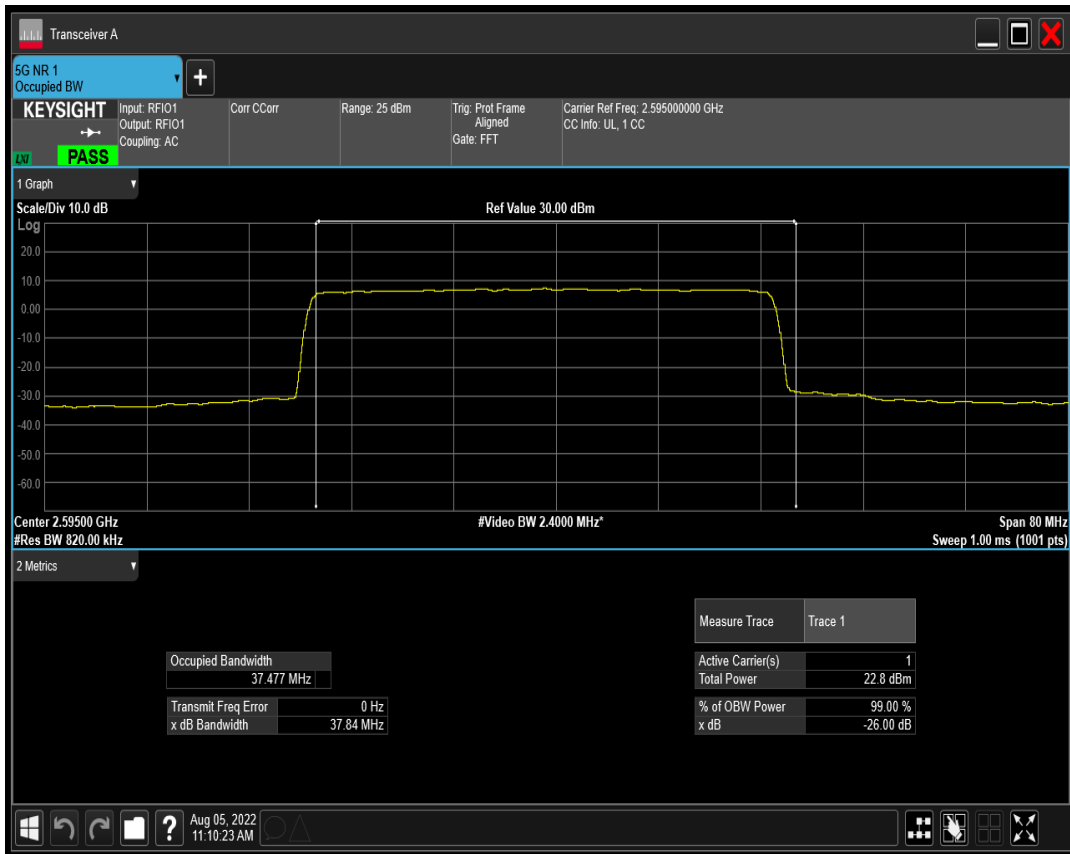 Transceiver A
5G NR 1
Occupied BW
+
KEYSIGHT
LXI
PASS
Input: RFIO1
Output: RFIO1
Coupling: AC
Corr CCorr
Range: 25 dBm
Trig: Prot Frame
Aligned
Gate: FFT
Carrier Ref Freq: 2.595000000 GHz
CC Info: UL, 1 CC
1 Graph
Scale/Div 10.0 dB
Ref Value 30.00 dBm
Log
20.0
10.0
0.00
-10.0
-20.0
-30.0
-40.0
-50.0
-60.0
Center 2.59500 GHz
#Video BW 2.4000 MHz*
Span 80 MHz
#Res BW 820.00 kHz
Sweep 1.00 ms (1001 pts)
2 Metrics
Measure Trace Trace 1
Occupied Bandwidth
37.477 MHz
Active Carrier(s) 1
Total Power 22.8 dBm
Transmit Freq Error 0 Hz
x dB Bandwidth 37.84 MHz
% of OBW Power 99.00 %
x dB -26.00 dB
?
Aug 05, 2022
11:10:23 AM